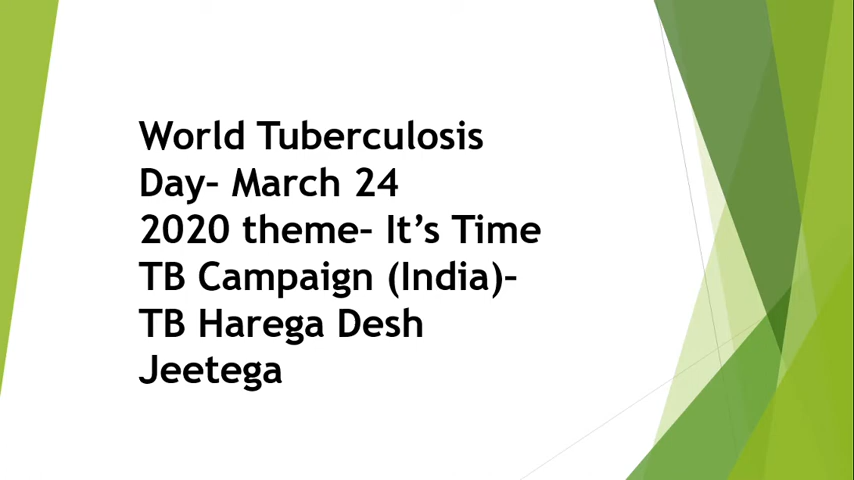 World Tuberculosis
Day– March 24
2020 theme– It’s Time
TB Campaign (India)–
TB Harega Desh
Jeetega